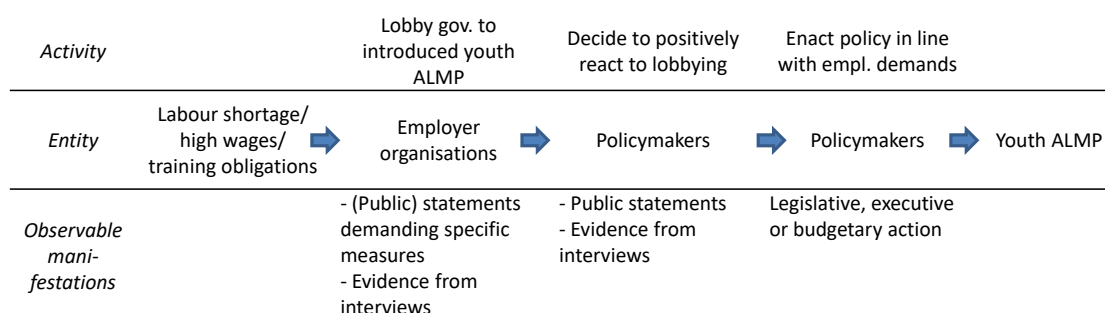 Activity
Lobby gov. to
introduced youth
ALMP
Decide to positively
react to lobbying
Enact policy in line
with empl. demands
Entity
Labour shortage/
high wages/
training obligations
Employer
organisations
Policymakers
Policymakers
Youth ALMP
Observable
mani-
festations
- (Public) statements
demanding specific
measures
- Evidence from
interviews
- Public statements
- Evidence from
interviews
Legislative, executive
or budgetary action